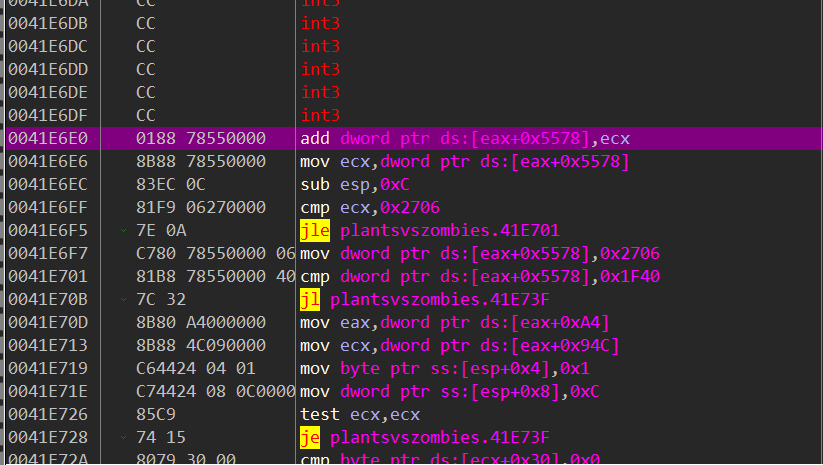 0041E6DA CC int3
0041E6DB CC int3
0041E6DC CC int3
0041E6DD CC int3
0041E6DE CC int3
0041E6DF CC int3
0041E6E0 0188 78550000 add dword ptr ds:[eax+0x5578],ecx
0041E6E6 8B88 78550000 mov ecx,dword ptr ds:[eax+0x5578]
0041E6EC 83EC 0C sub esp,0xC
0041E6EF 81F9 06270000 cmp ecx,0x2706
0041E6F5 7E 0A jle plantsvszombies.41E701
0041E6F7 C780 78550000 06 mov dword ptr ds:[eax+0x5578],0x2706
0041E701 81B8 78550000 40 cmp dword ptr ds:[eax+0x5578],0x1F40
0041E70B 7C 32 jl plantsvszombies.41E73F
0041E70D 8B80 A4000000 mov eax,dword ptr ds:[eax+0xA4]
0041E713 8B88 4C090000 mov ecx,dword ptr ds:[eax+0x94C]
0041E719 C64424 04 01 mov byte ptr ss:[esp+0x4],0x1
0041E71E C74424 08 0C0000 mov dword ptr ss:[esp+0x8],0xC
0041E726 85C9 test ecx,ecx
0041E728 74 15 je plantsvszombies.41E73F
0041E72A 8079 30 00 cmp byte ptr ds:[ecx+0x30],0x0